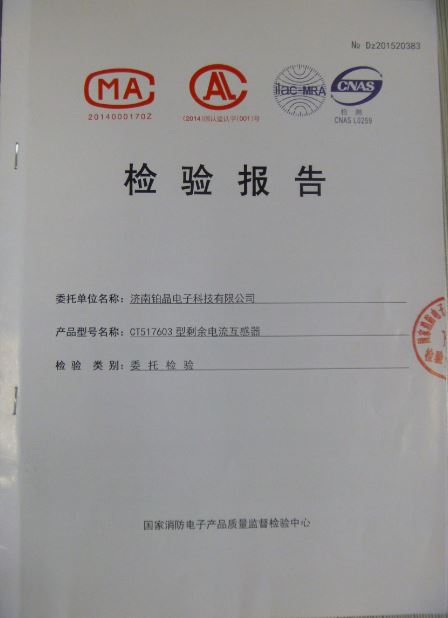 № Dz201520383
MA
2014000170Z
CAL
(2014)国认监认字(001)号
ilac-MRA
CNAS
检 测
CNAS L0259
检验报告
委托单位名称：济南铂晶电子科技有限公司
产品型号名称：CT517603 型剩余电流互感器
检 验 类 别：委 托 检 验
国家消防电子产品质量监督检验中心